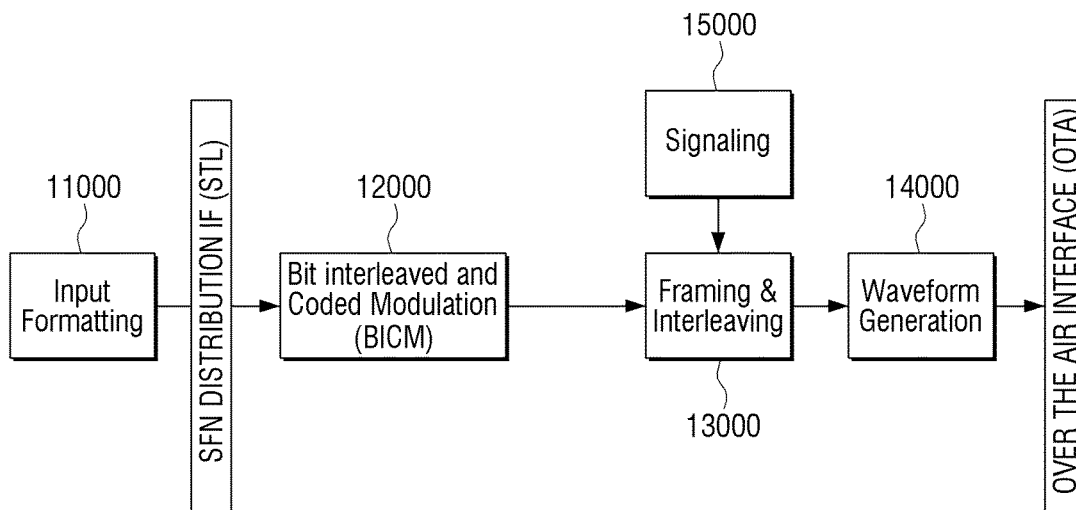 15000
Signaling
11000
Input
Formatting
SFN DISTRIBUTION IF (STL)
12000
Bit interleaved and
Coded Modulation
(BICM)
Framing &
Interleaving
13000
14000
Waveform
Generation
OVER THE AIR INTERFACE (OTA)